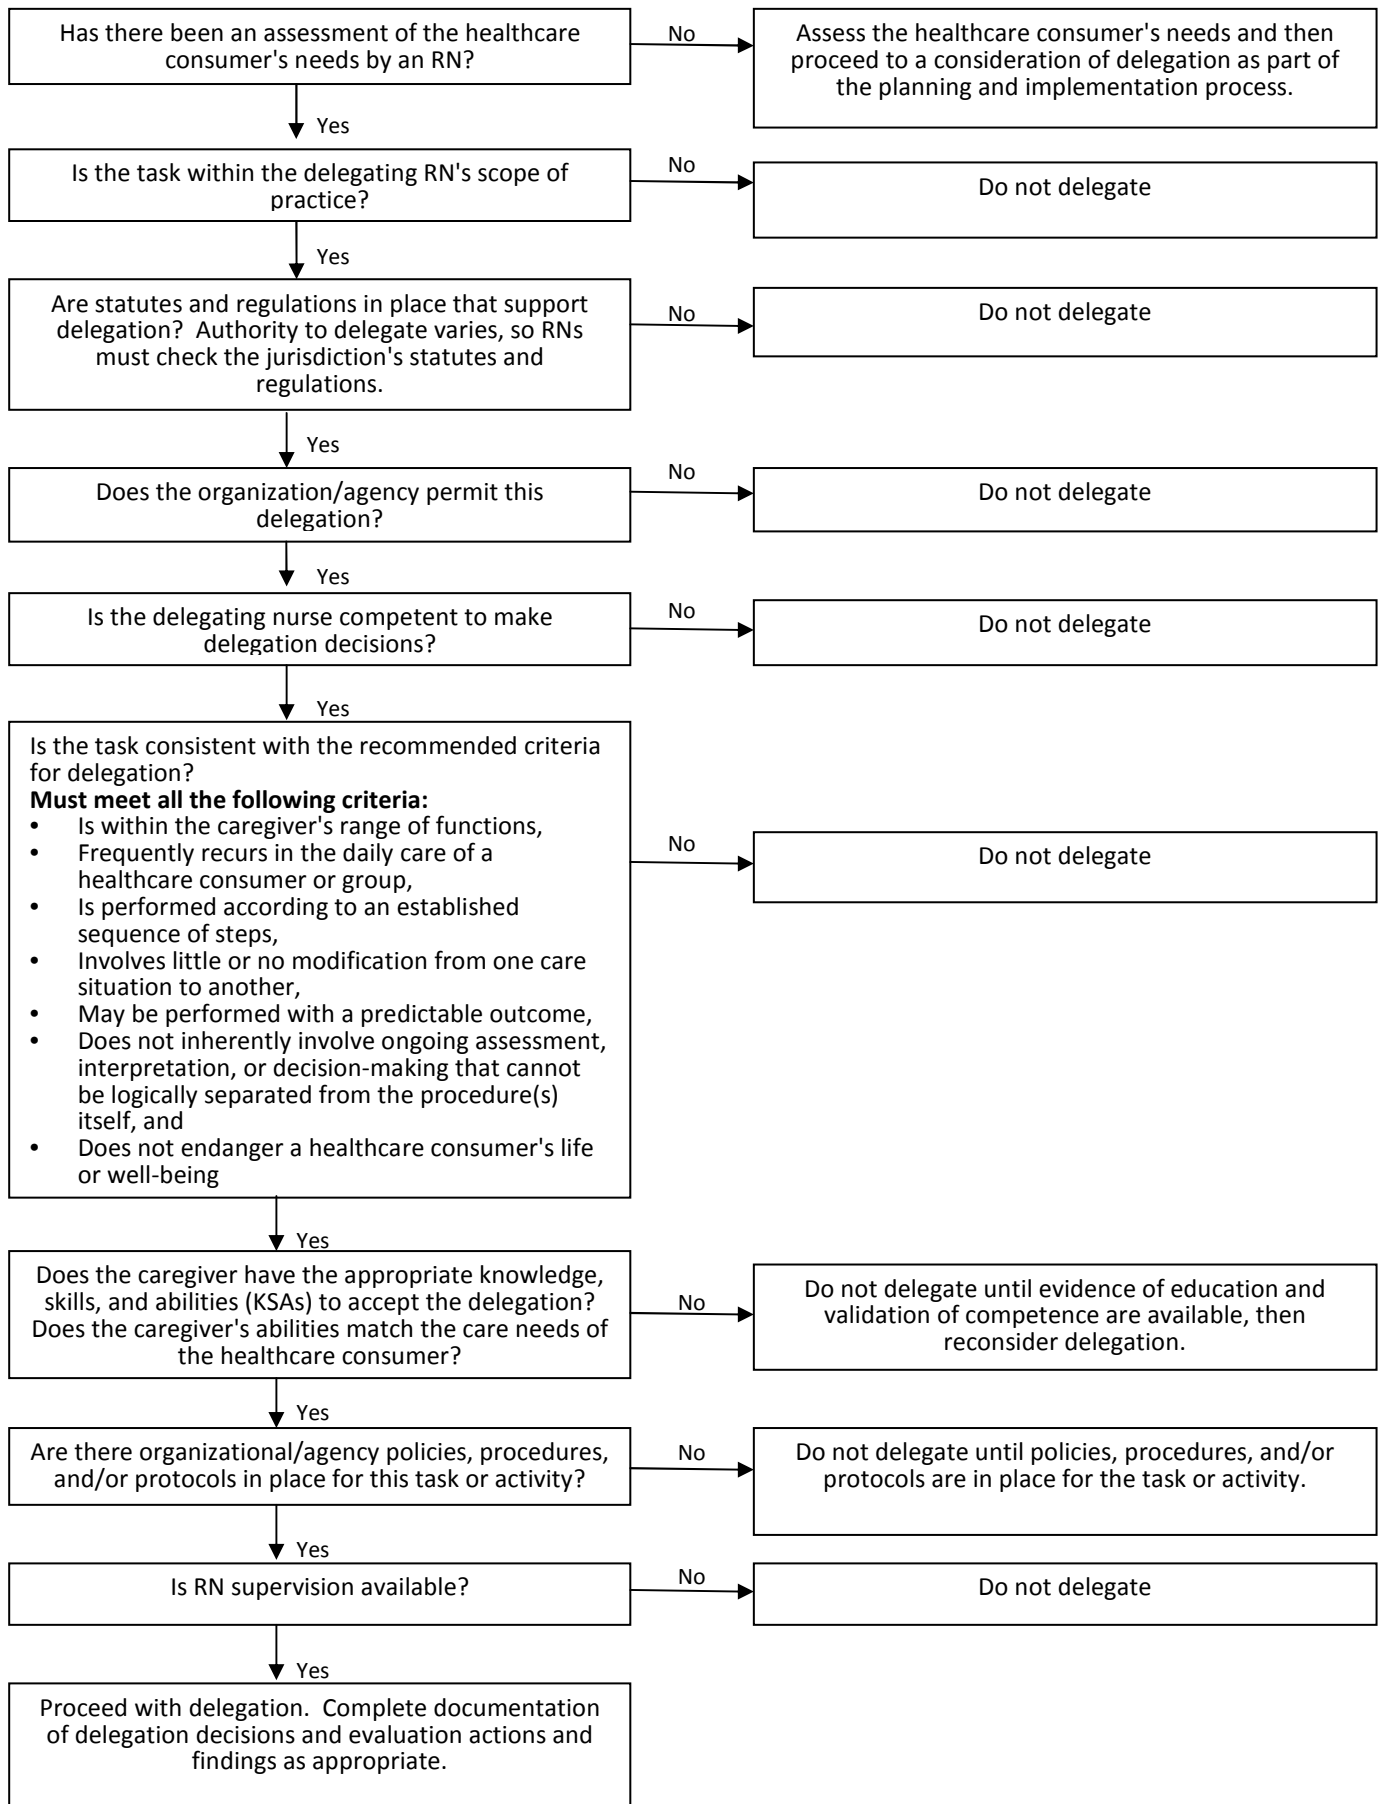 Has there been an assessment of the healthcare
consumer's needs by an RN?
No
Assess the healthcare consumer's needs and then
proceed to a consideration of delegation as part of
the planning and implementation process.
Yes
Is the task within the delegating RN's scope of
practice?
No
Do not delegate
Yes
Are statutes and regulations in place that support
delegation?  Authority to delegate varies, so RNs
must check the jurisdiction's statutes and
regulations.
No
Do not delegate
Yes
Does the organization/agency permit this
delegation?
No
Do not delegate
Yes
Is the delegating nurse competent to make
delegation decisions?
No
Do not delegate
Yes
Is the task consistent with the recommended criteria
for delegation?
Must meet all the following criteria:
• Is within the caregiver's range of functions,
• Frequently recurs in the daily care of a
healthcare consumer or group,
• Is performed according to an established
sequence of steps,
• Involves little or no modification from one care
situation to another,
• May be performed with a predictable outcome,
• Does not inherently involve ongoing assessment,
interpretation, or decision-making that cannot
be logically separated from the procedure(s)
itself, and
• Does not endanger a healthcare consumer's life
or well-being
No
Do not delegate
Yes
Does the caregiver have the appropriate knowledge,
skills, and abilities (KSAs) to accept the delegation?
Does the caregiver's abilities match the care needs of
the healthcare consumer?
No
Do not delegate until evidence of education and
validation of competence are available, then
reconsider delegation.
Yes
Are there organizational/agency policies, procedures,
and/or protocols in place for this task or activity?
No
Do not delegate until policies, procedures, and/or
protocols are in place for the task or activity.
Yes
Is RN supervision available?
No
Do not delegate
Yes
Proceed with delegation.  Complete documentation
of delegation decisions and evaluation actions and
findings as appropriate.